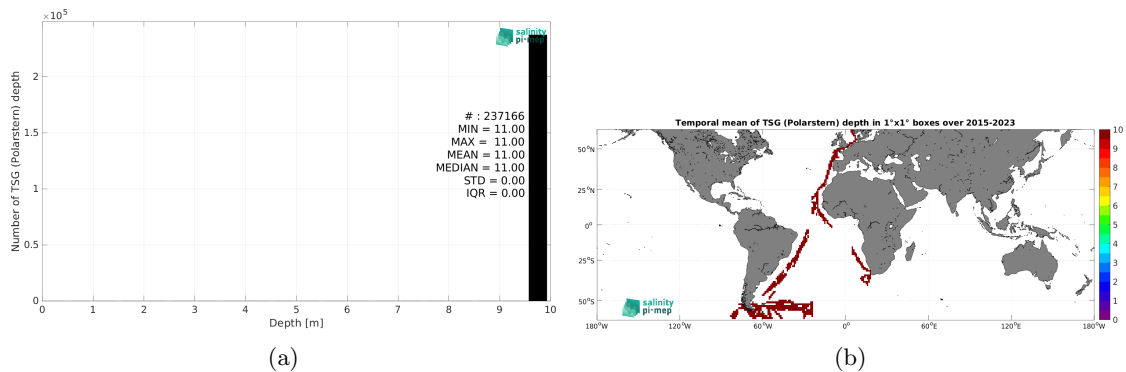 ×10⁵
2
1.5
1
0.5
0
Number of TSG (Polarstern) depth
salinity
pi-mep
# : 237166
MIN = 11.00
MAX = 11.00
MEAN = 11.00
MEDIAN = 11.00
STD = 0.00
IQR = 0.00
0 1 2 3 4 5 6 7 8 9 10
Depth [m]
(a)
Temporal mean of TSG (Polarstern) depth in 1°x1° boxes over 2015-2023
50°N
25°N
0°
25°S
50°S
salinity
pi-mep
180°W 120°W 60°W 0° 60°E 120°E 180°W
10
9
8
7
6
5
4
3
2
1
0
(b)